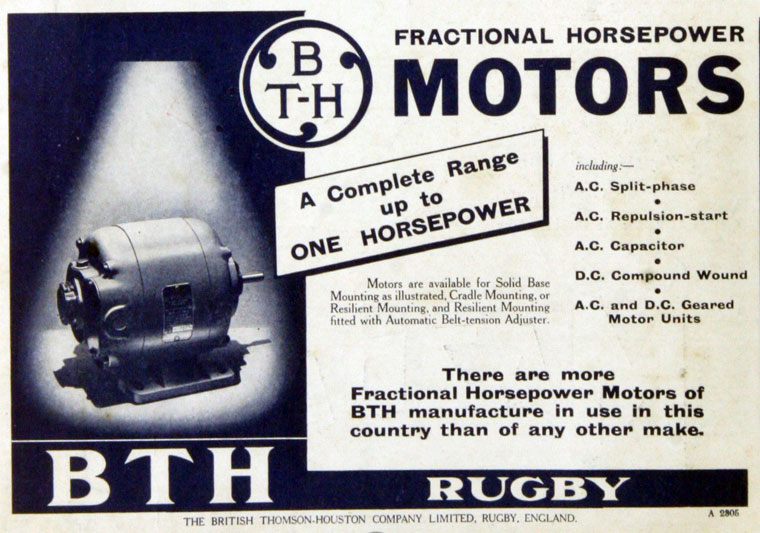 B
T-H
FRACTIONAL HORSEPOWER
MOTORS
A Complete Range
up to
ONE HORSEPOWER
including:—
A.C. Split-phase
•
A.C. Repulsion-start
•
A.C. Capacitor
•
D.C. Compound Wound
•
A.C. and D.C. Geared
Motor Units
Motors are available for Solid Base
Mounting as illustrated, Cradle Mounting, or
Resilient Mounting, and Resilient Mounting
fitted with Automatic Belt-tension Adjuster.
There are more
Fractional Horsepower Motors of
BTH manufacture in use in this
country than of any other make.
BTH
RUGBY
THE BRITISH THOMSON-HOUSTON COMPANY LIMITED, RUGBY, ENGLAND.